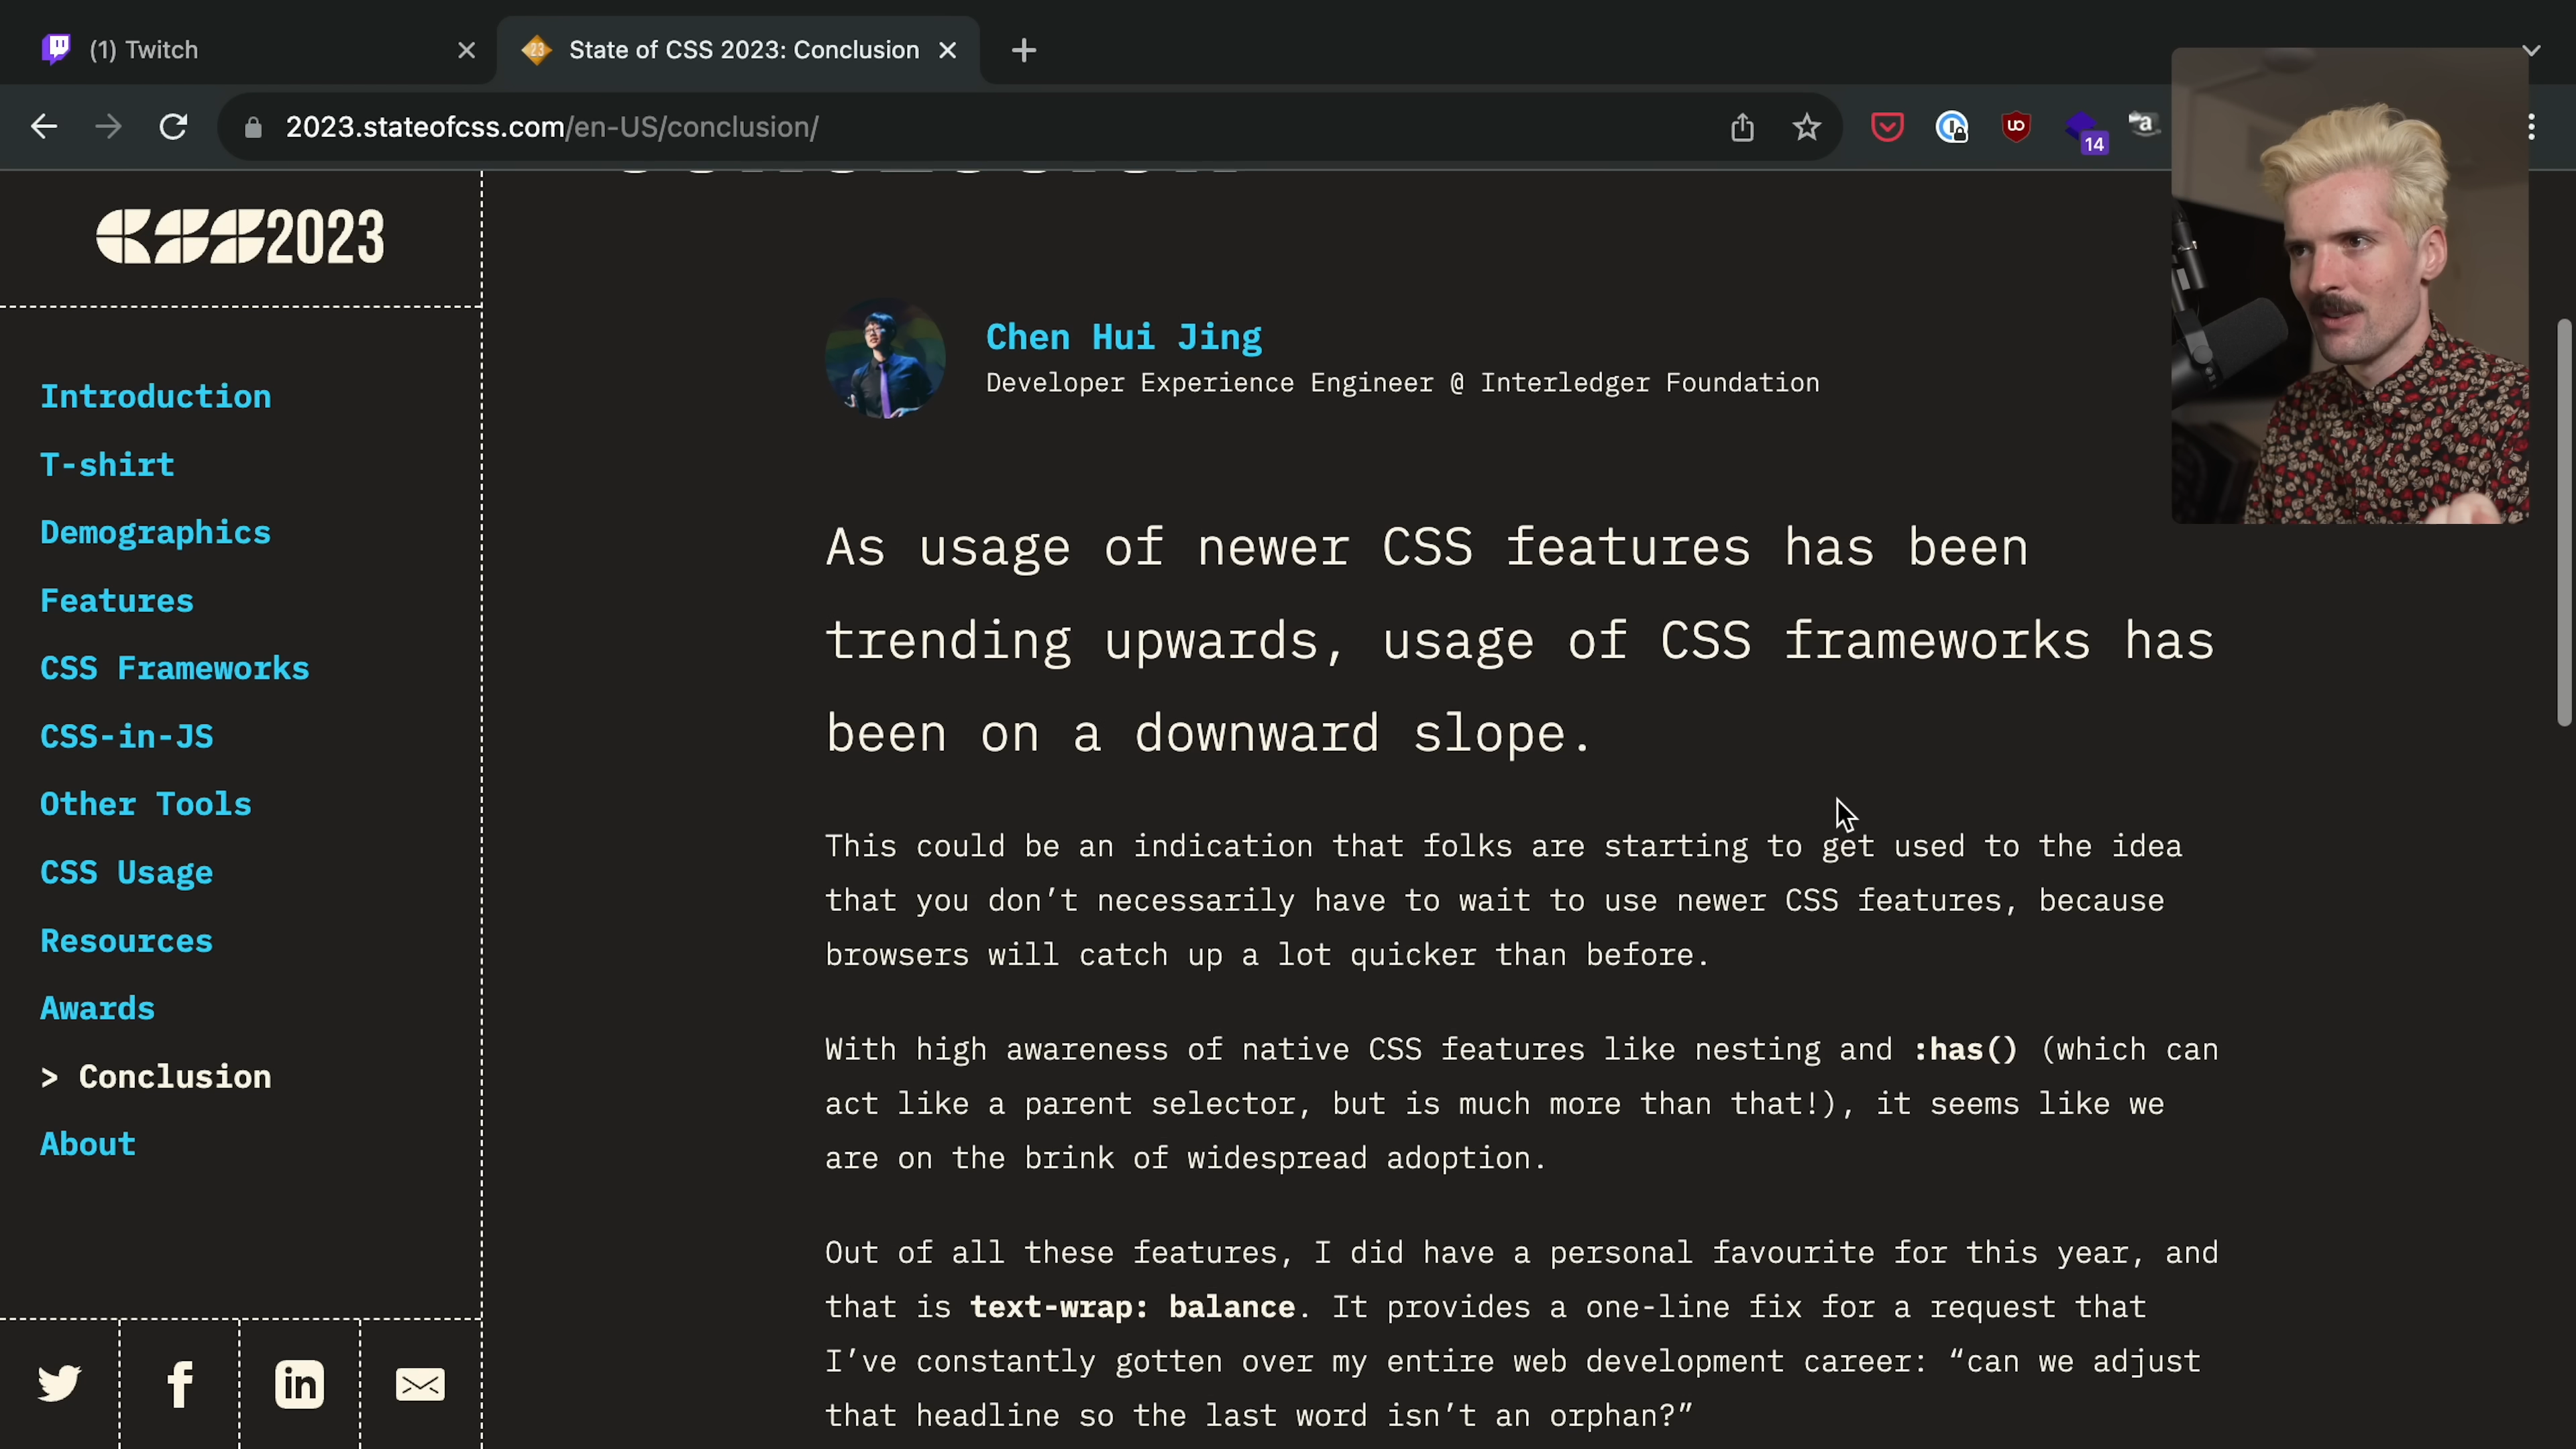 (1) Twitch
State of CSS 2023: Conclusion
2023.stateofcss.com/en-US/conclusion/
14
a
CSS2023
Introduction
T-shirt
Demographics
Features
CSS Frameworks
CSS-in-JS
Other Tools
CSS Usage
Resources
Awards
> Conclusion
About
Chen Hui Jing
Developer Experience Engineer @ Interledger Foundation
As usage of newer CSS features has been
trending upwards, usage of CSS frameworks has
been on a downward slope.
This could be an indication that folks are starting to get used to the idea
that you don’t necessarily have to wait to use newer CSS features, because
browsers will catch up a lot quicker than before.
With high awareness of native CSS features like nesting and :has() (which can
act like a parent selector, but is much more than that!), it seems like we
are on the brink of widespread adoption.
Out of all these features, I did have a personal favourite for this year, and
that is text-wrap: balance. It provides a one-line fix for a request that
I’ve constantly gotten over my entire web development career: “can we adjust
that headline so the last word isn’t an orphan?”